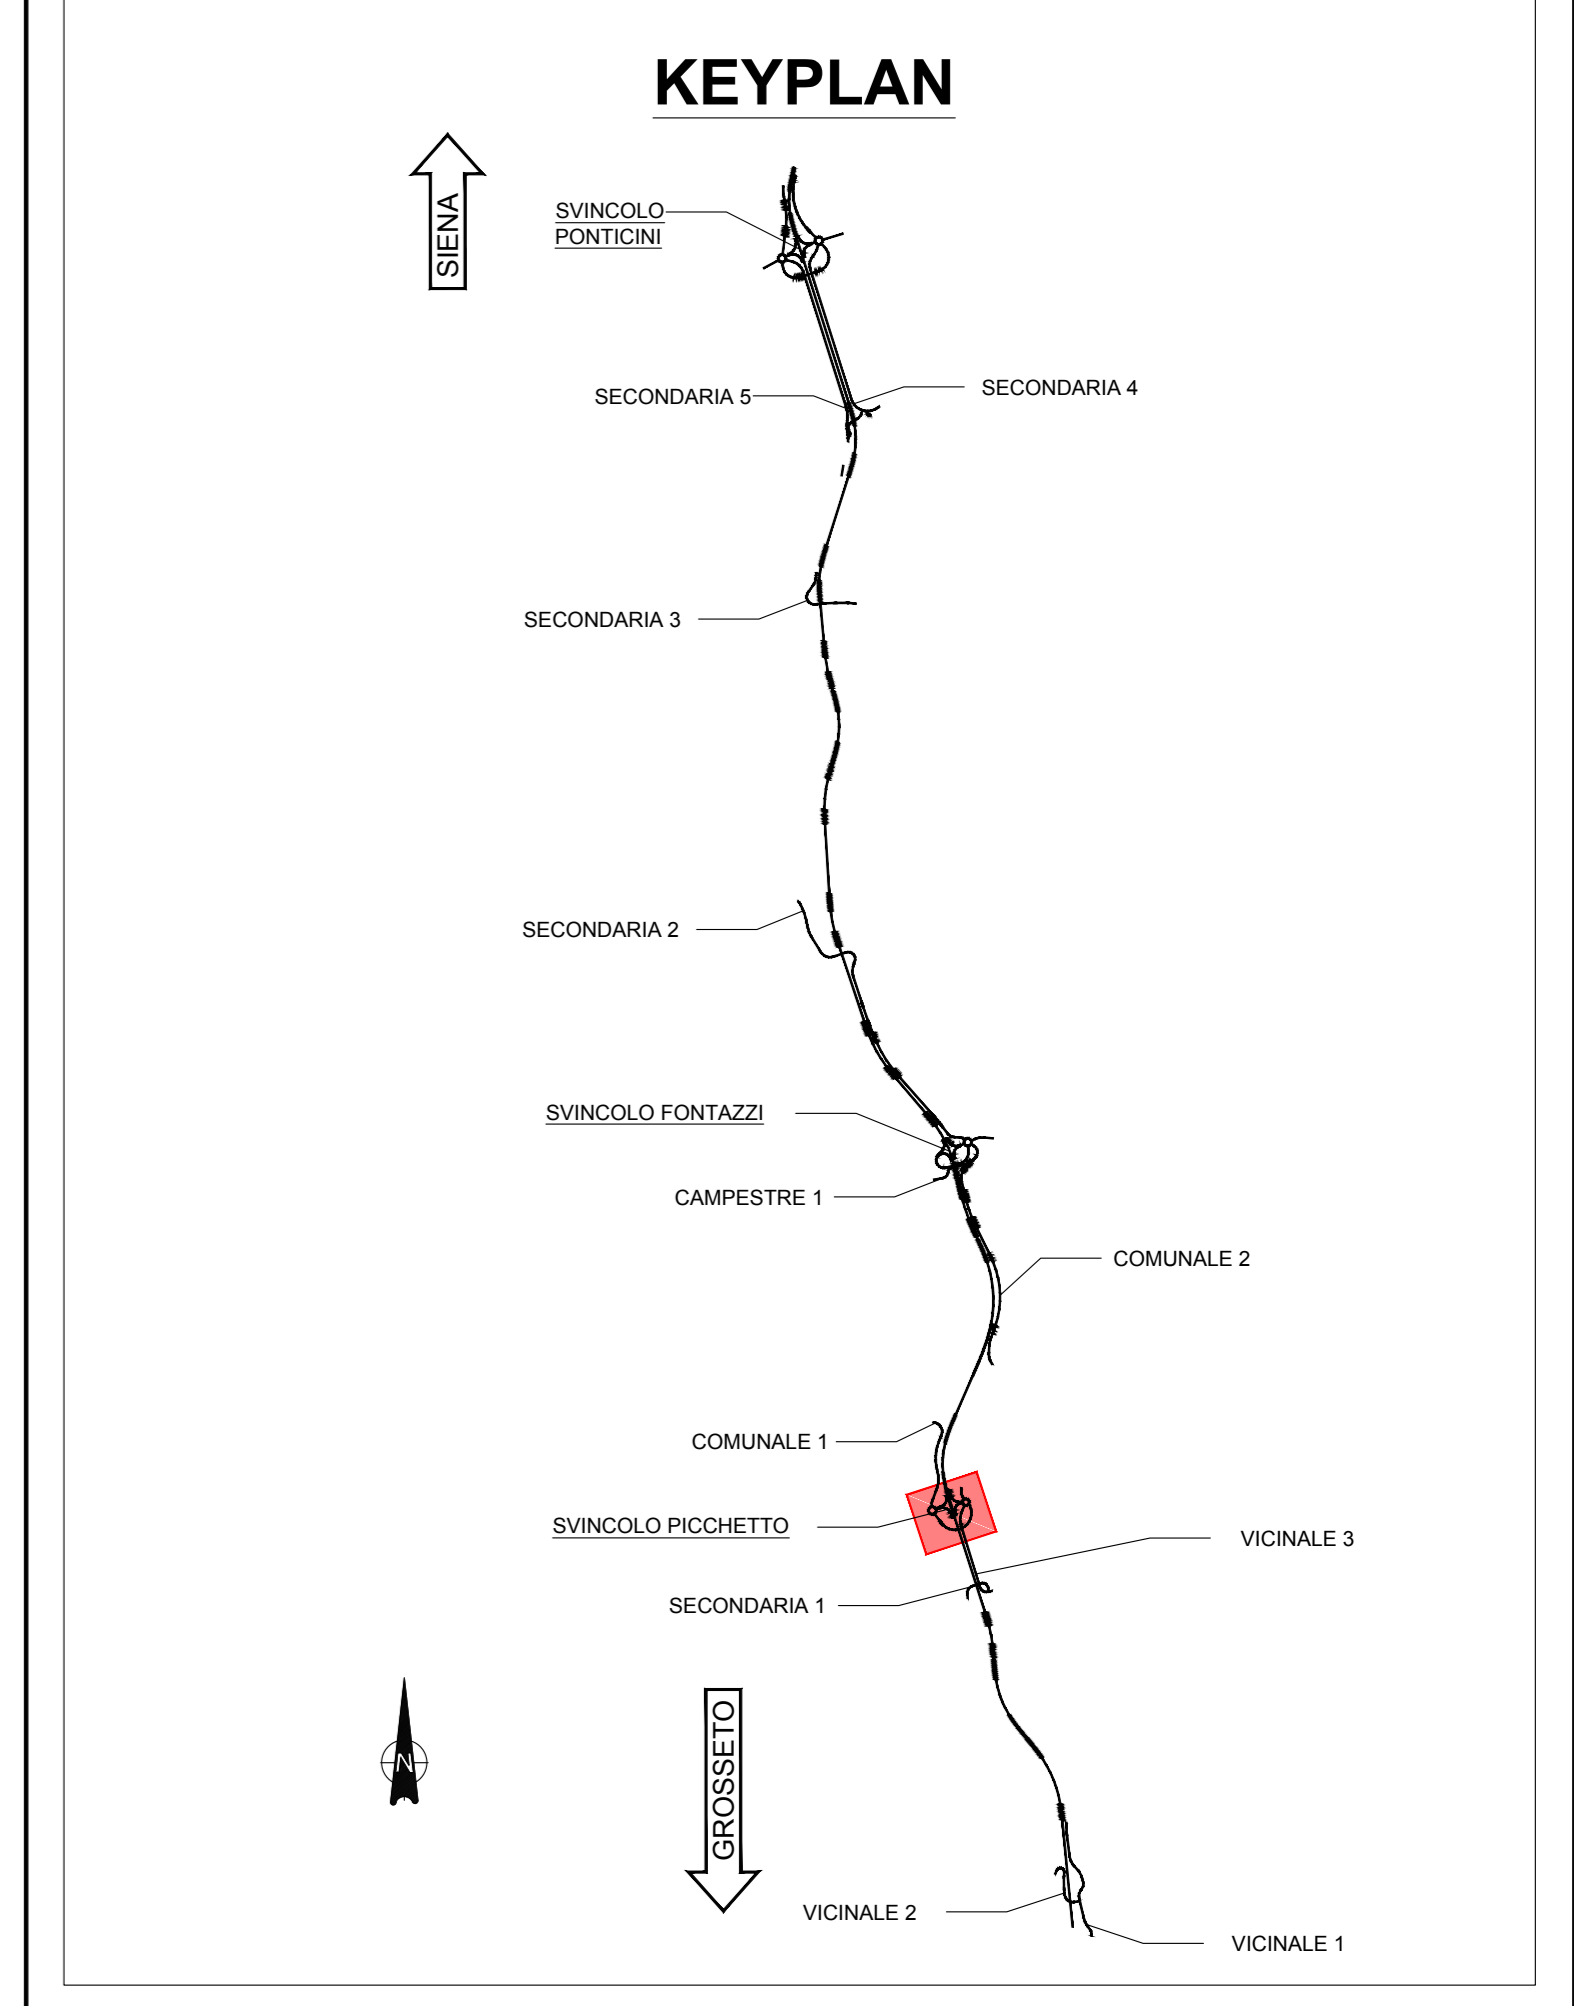 KEYPLAN
SIENA
SVINCOLO
PONTICINI
SECONDARIA 5
SECONDARIA 4
SECONDARIA 3
SECONDARIA 2
SVINCOLO FONTAZZI
CAMPESTRE 1
COMUNALE 2
COMUNALE 1
SVINCOLO PICCHETTO
VICINALE 3
SECONDARIA 1
N
GROSSETO
VICINALE 2
VICINALE 1